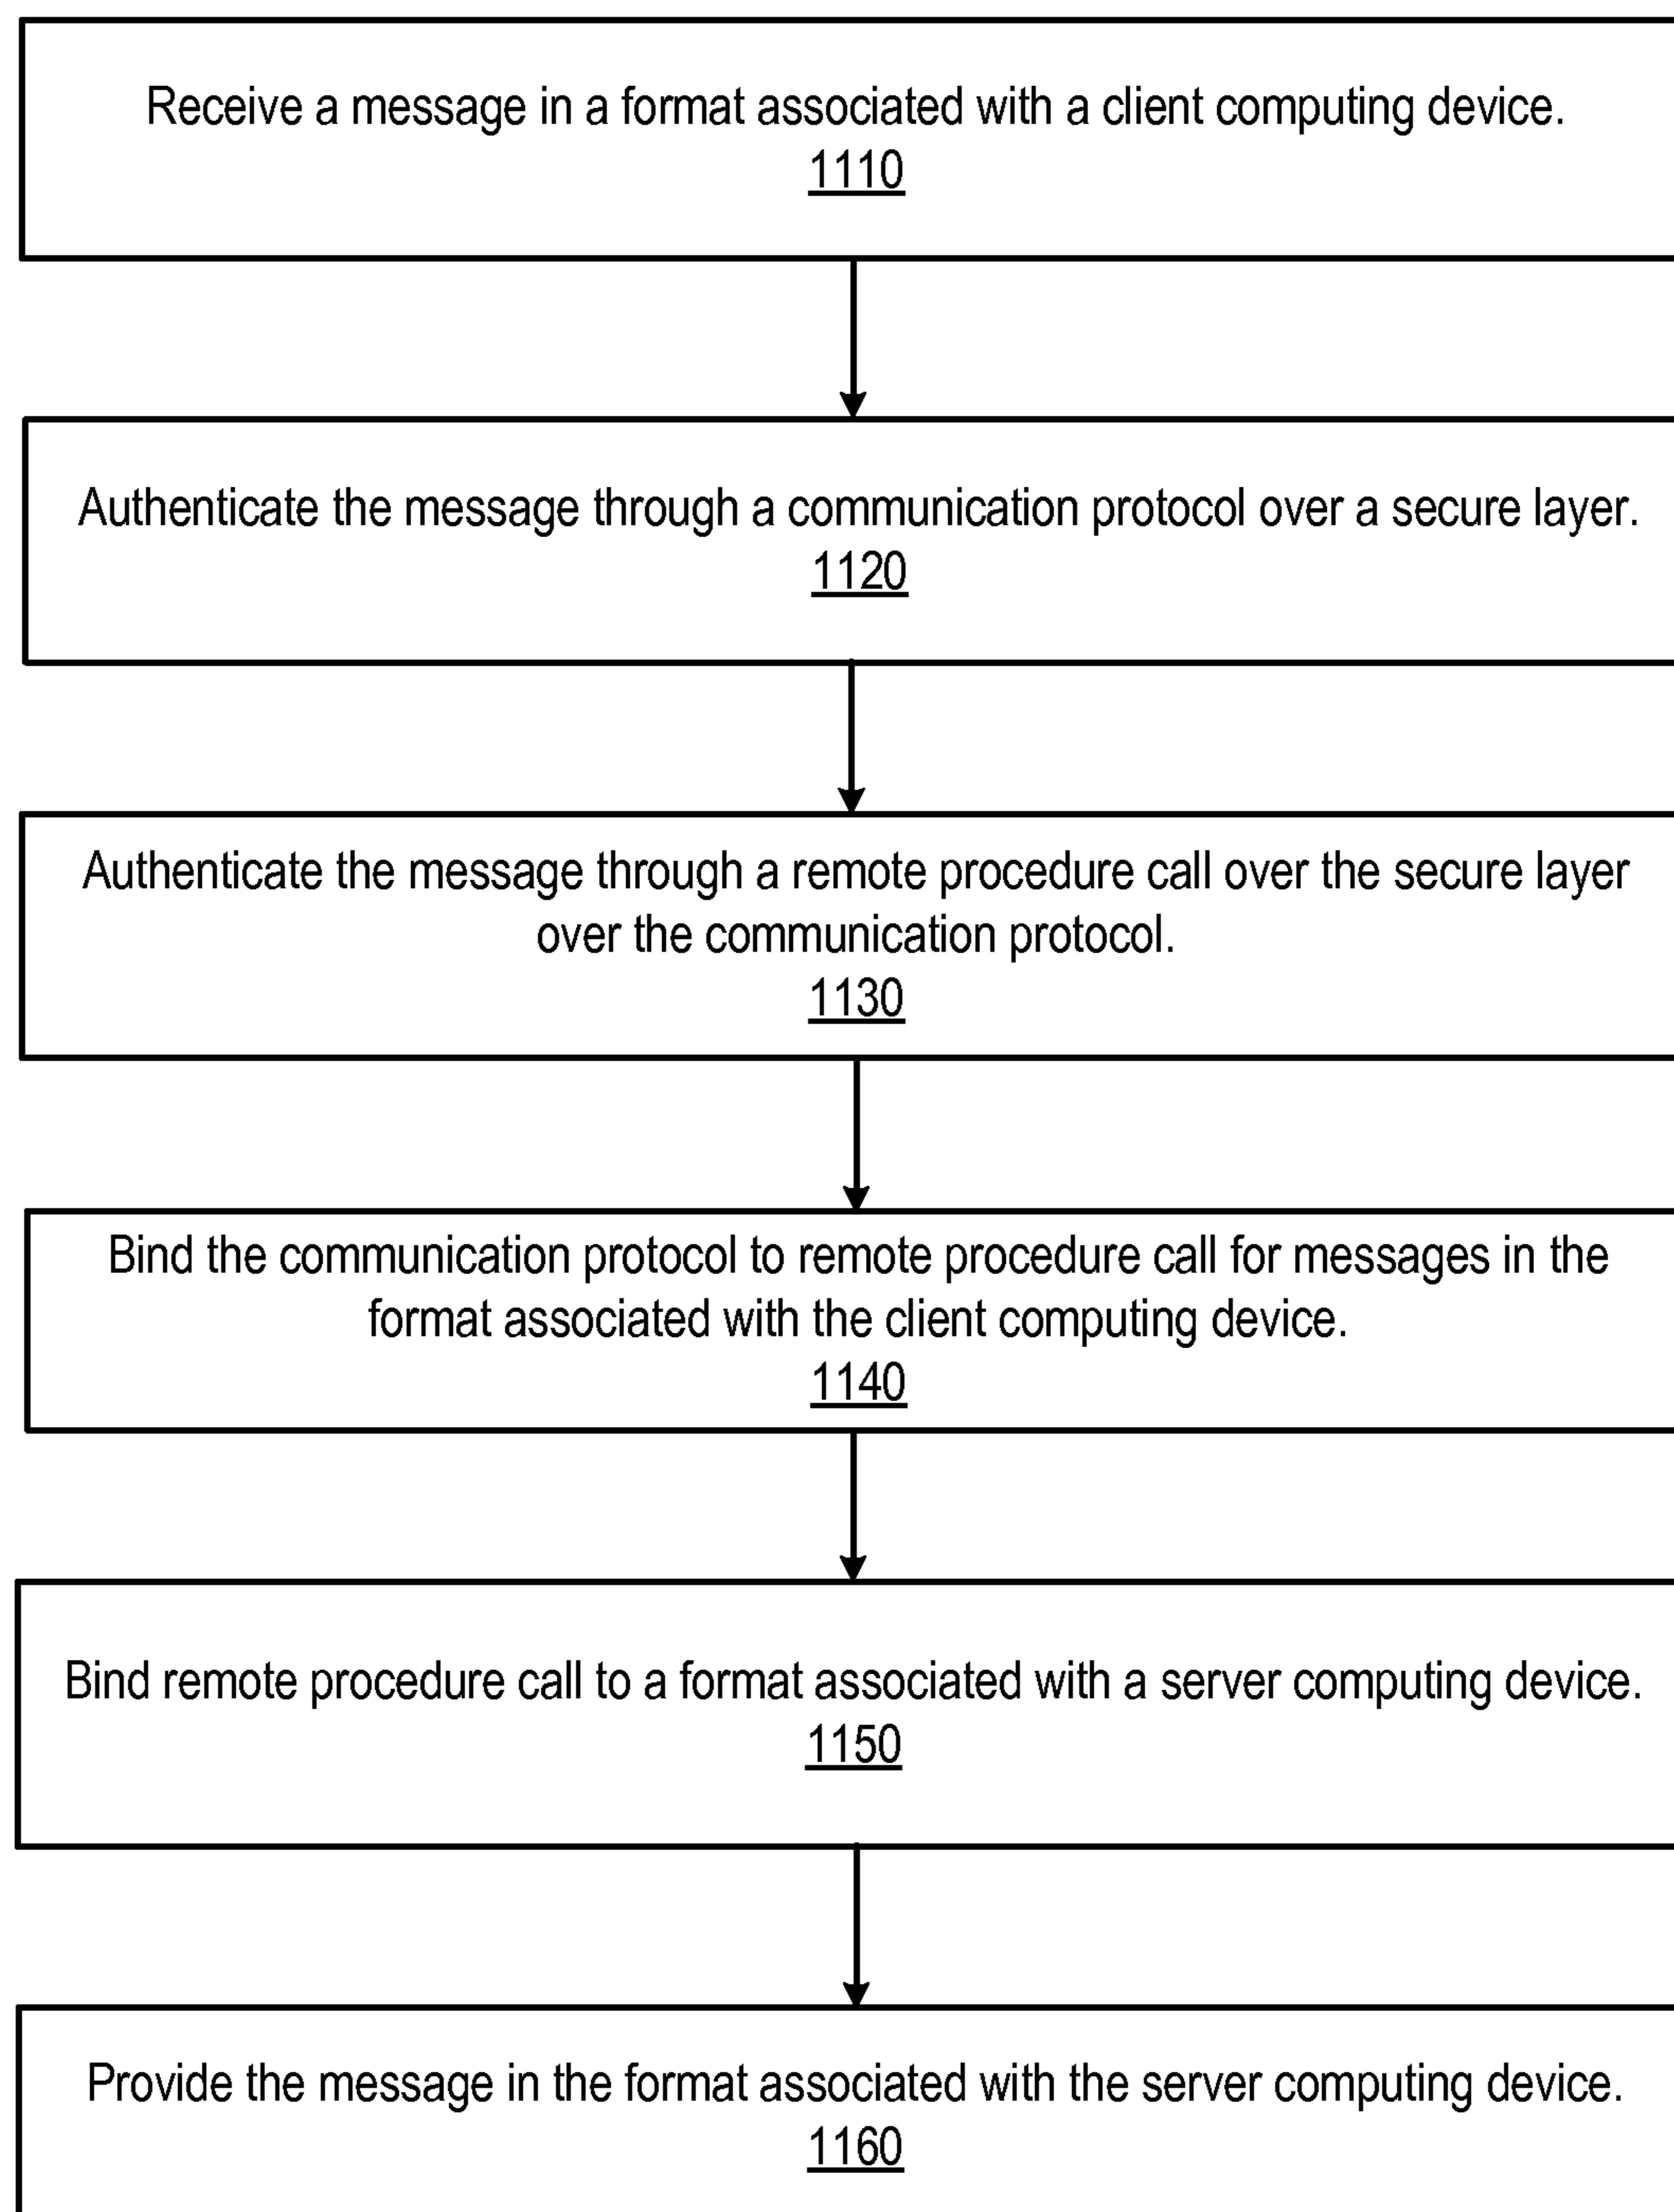 Receive a message in a format associated with a client computing device.
1110
Authenticate the message through a communication protocol over a secure layer.
1120
Authenticate the message through a remote procedure call over the secure layer
over the communication protocol.
1130
Bind the communication protocol to remote procedure call for messages in the
format associated with the client computing device.
1140
Bind remote procedure call to a format associated with a server computing device.
1150
Provide the message in the format associated with the server computing device.
1160